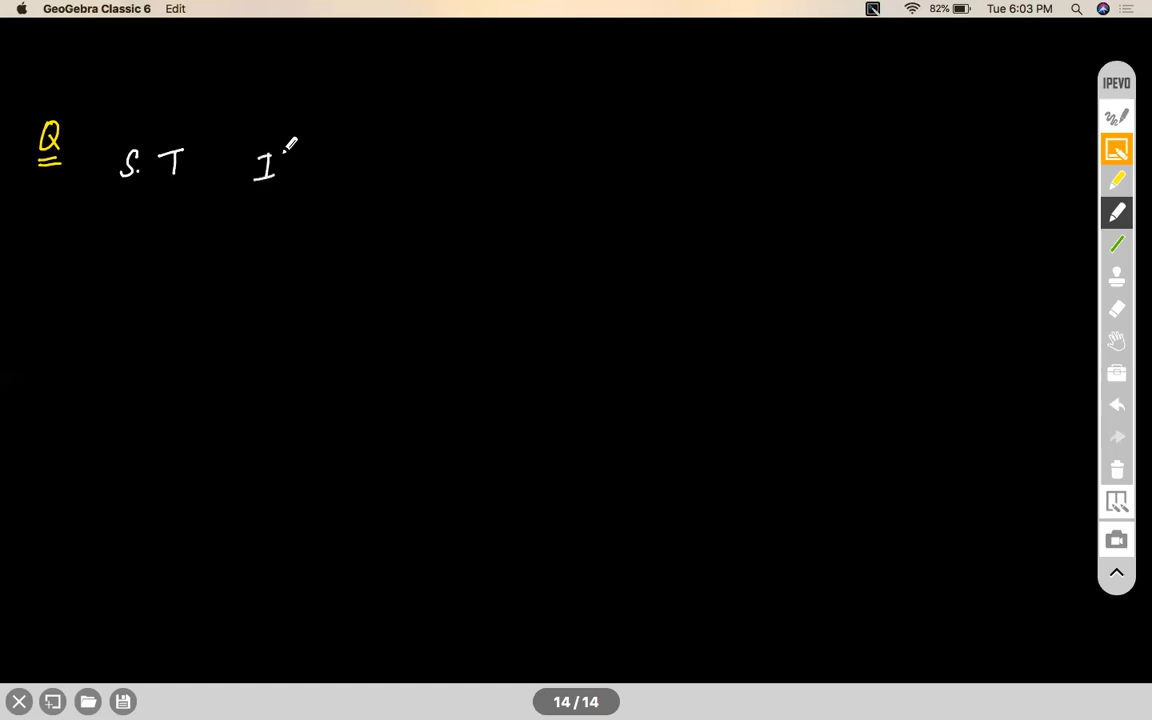 GeoGebra Classic 6 Edit 82% Tue 6:03 PM
IPEVO
Q
S. T I
14 / 14